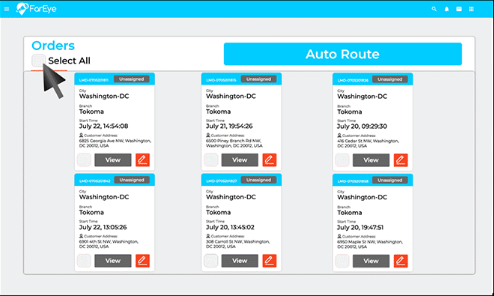 FarEye
Orders
Select All
Auto Route
Unassigned
City
Washington-DC
Branch
Tokoma
Start Time
July 22, 14:54:08
Customer Address
6825 Georgia Ave NW, Washington,
DC 20012, USA
View
Unassigned
City
Washington-DC
Branch
Tokoma
Start Time
July 21, 19:54:26
Customer Address
6500 Piney Branch Rd NW,
Washington, DC 20012, USA
View
Unassigned
City
Washington-DC
Branch
Tokoma
Start Time
July 20, 09:29:30
Customer Address
416 Cedar St NW, Washington,
DC 20012, USA
View
Unassigned
City
Washington-DC
Branch
Tokoma
Start Time
July 22, 13:05:26
Customer Address
6901 4th St NW, Washington,
DC 20012, USA
View
Unassigned
City
Washington-DC
Branch
Tokoma
Start Time
July 20, 13:45:02
Customer Address
308 Carroll St NW, Washington,
DC 20012, USA
View
Unassigned
City
Washington-DC
Branch
Tokoma
Start Time
July 20, 19:47:51
Customer Address
6950 Maple St NW, Washington,
DC 20012, USA
View